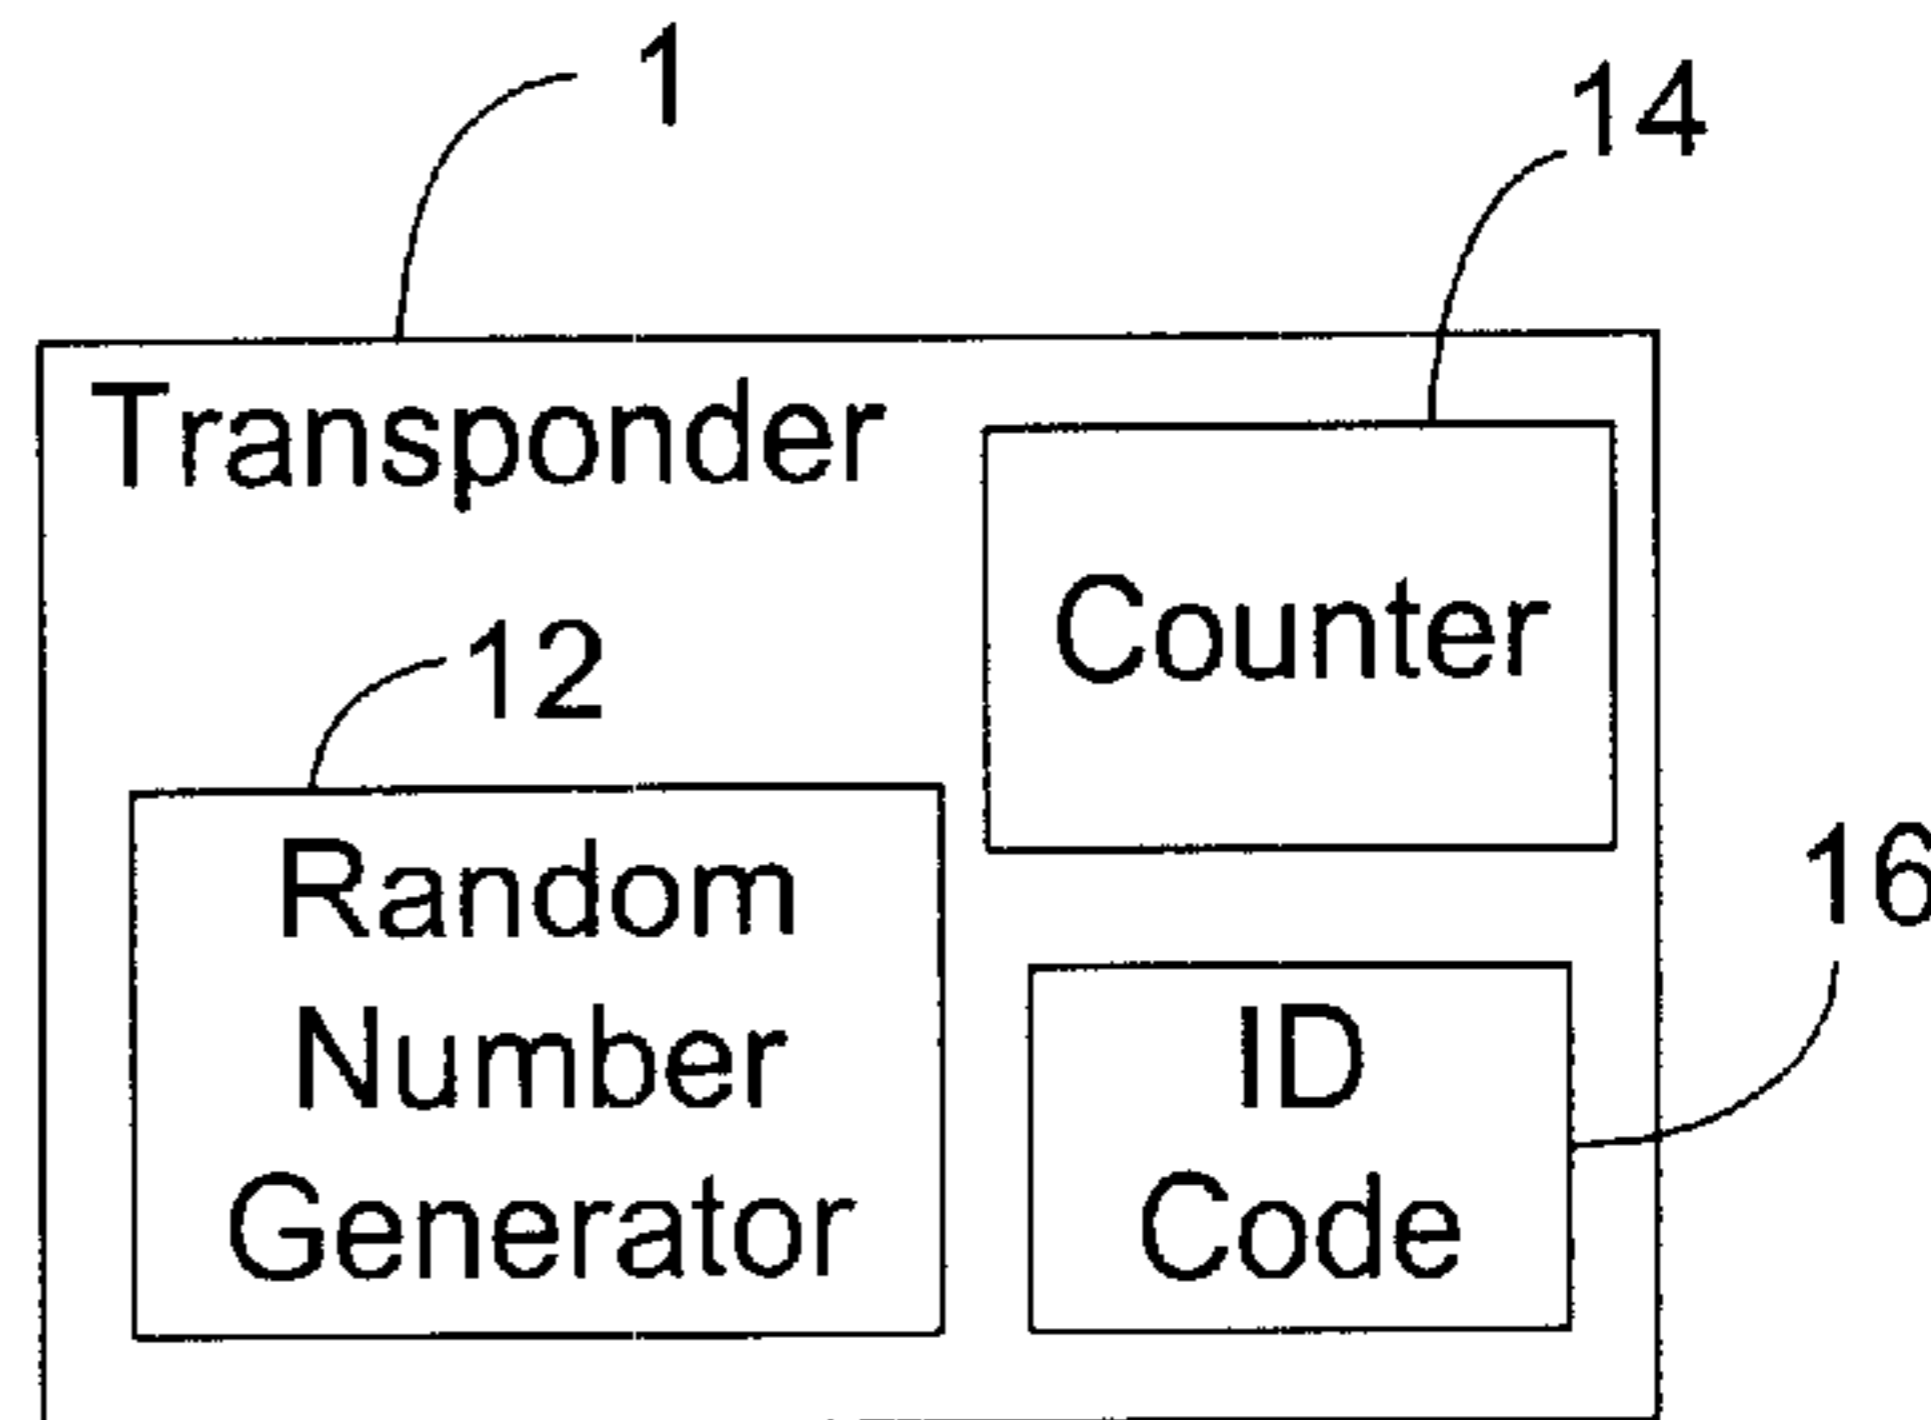 1
14
Transponder
Counter
12
Random
Number
Generator
16
ID
Code